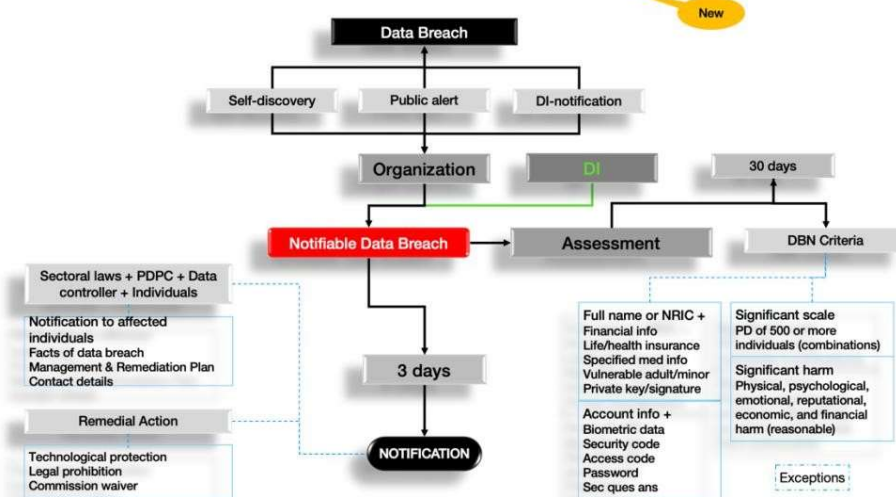 New
Data Breach
Self-discovery
Public alert
DI-notification
Organization
DI
30 days
Notifiable Data Breach
Assessment
DBN Criteria
Sectoral laws + PDPC + Data
controller + Individuals
Notification to affected
individuals
Facts of data breach
Management & Remediation Plan
Contact details
3 days
Full name or NRIC +
Financial info
Life/health insurance
Specified med info
Vulnerable adult/minor
Private key/signature
Significant scale
PD of 500 or more
individuals (combinations)
Significant harm
Physical, psychological,
emotional, reputational,
economic, and financial
harm (reasonable)
Remedial Action
Technological protection
Legal prohibition
Commission waiver
NOTIFICATION
Account info +
Biometric data
Security code
Access code
Password
Sec ques ans
Exceptions